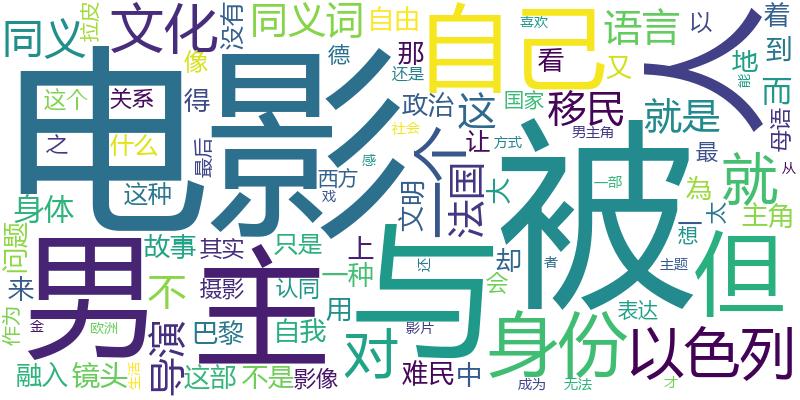 同义
拉皮
文化
没有
同义词
自由
自己
喜欢
语言
以
着
到
人
像
德
那
看
又
地
能
而
还是
这个
关系
得
政治
这
国家
移民
就是
母语
电影
之
什么
最后
社会
让
方式
男主角
最
从
感
一个
被
这种
西方
戏
文明
法国
大
一部
就
為
太
主角
身体
问题
男
主
与
但
故事
其实
只是
上
却
一
想
还
者
主题
来
不
摄影
认同
一种
会
用
表达
作为
金
欧洲
导演
巴黎
自我
对
影片
身份
以色列
融入
镜头
生活
这部
不是
影像
难民
中
成为
无法
才